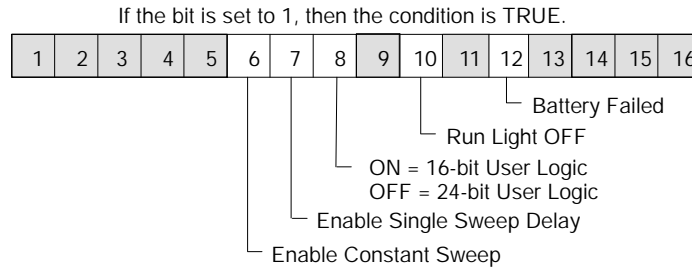 If the bit is set to 1, then the condition is TRUE.
1 2 3 4 5 6 7 8 9 10 11 12 13 14 15 16
Battery Failed
Run Light OFF
ON = 16-bit User Logic
OFF = 24-bit User Logic
Enable Single Sweep Delay
Enable Constant Sweep